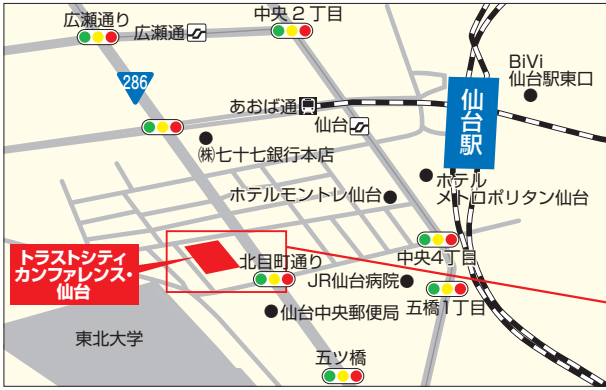 広瀬通り
広瀬通
中央2丁目
286
BiVi
仙台駅東口
あおば通
仙台
仙台駅
㈱七十七銀行本店
ホテル
メトロポリタン仙台
ホテルモントレ仙台
トラストシティ
カンファレンス・
仙台
北目町通り
中央4丁目
JR仙台病院
五橋1丁目
仙台中央郵便局
東北大学
五ツ橋